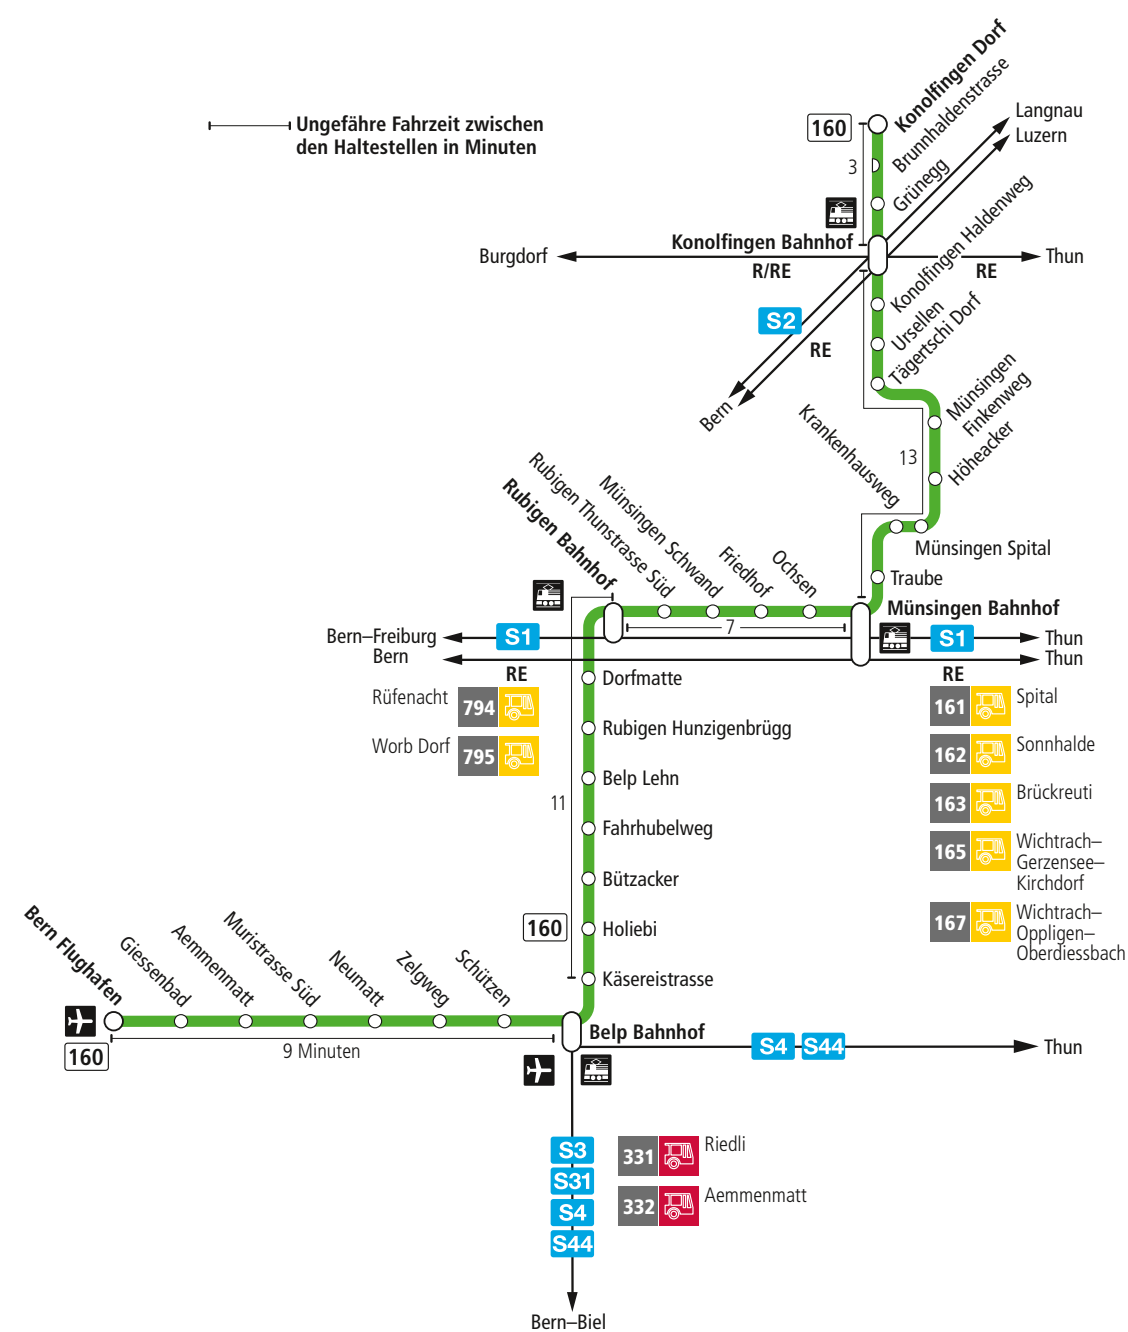 Ungefähre Fahrzeit zwischen
den Haltestellen in Minuten
160
Konolfingen Dorf
Brunnhaldenstrasse
Grünegg
3
Langnau
Luzern
Konolfingen Bahnhof
Burgdorf
R/RE
RE
Thun
Konolfingen Haldenweg
Ursellen
Tägertschi Dorf
S2
RE
Bern
Münsingen
Finkenweg
Höheacker
13
Krankenhausweg
Münsingen Spital
Traube
Münsingen Bahnhof
Rubigen Bahnhof
Rubigen Thunstrasse Süd
Münsingen Schwand
Friedhof
Ochsen
7
Bern–Freiburg
S1
S1
Thun
Bern
Thun
RE
RE
Rüfenacht
794
Worb Dorf
795
161
Spital
162
Sonnhalde
163
Brückreuti
165
Wichtrach–
Gerzensee–
Kirchdorf
167
Wichtrach–
Oppligen–
Oberdiessbach
Dorfmatte
Rubigen Hunzigenbrügg
Belp Lehn
11
Fahrhubelweg
Bützacker
160
Holiebi
Käsereistrasse
Bern Flughafen
Giessenbad
Aemmenmatt
Muristrasse Süd
Neumatt
Zelgweg
Schützen
Belp Bahnhof
160
9 Minuten
S4
S44
Thun
S3
S31
S4
S44
331
Riedli
332
Aemmenmatt
Bern–Biel